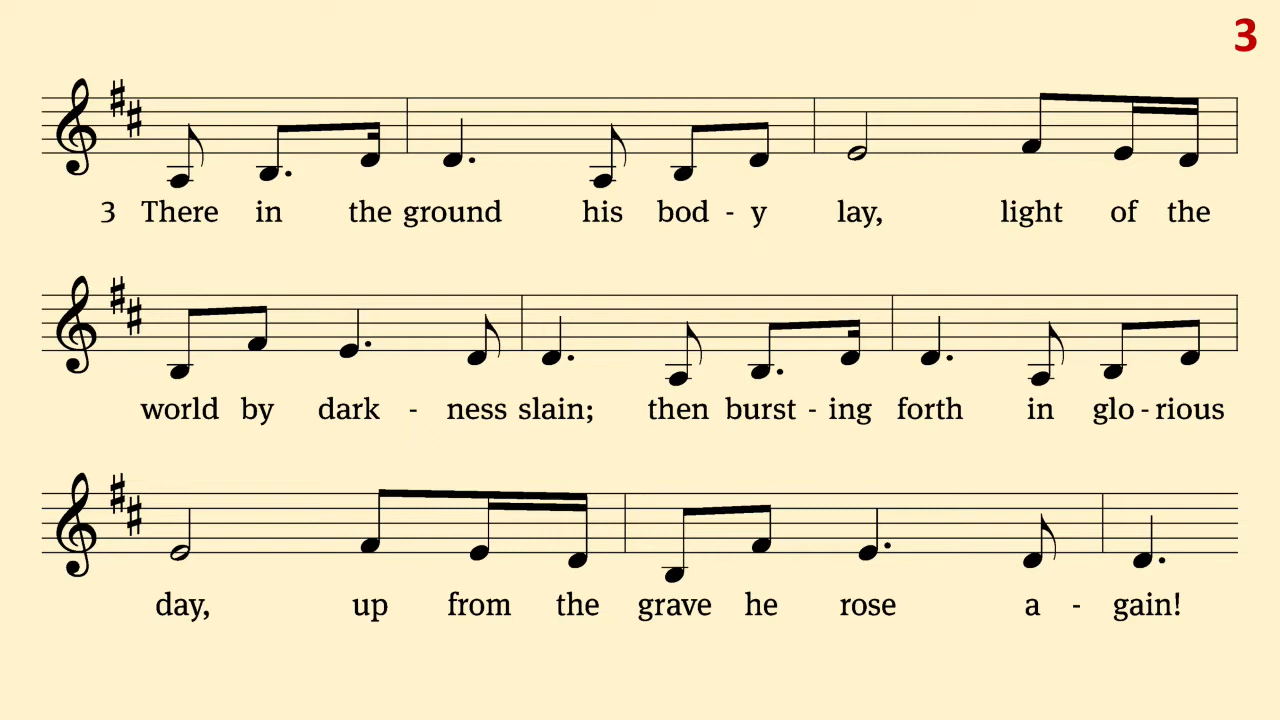 3
3 There in the ground his bod - y lay, light of the
world by dark - ness slain; then burst - ing forth in glo - rious
day, up from the grave he rose a - gain!